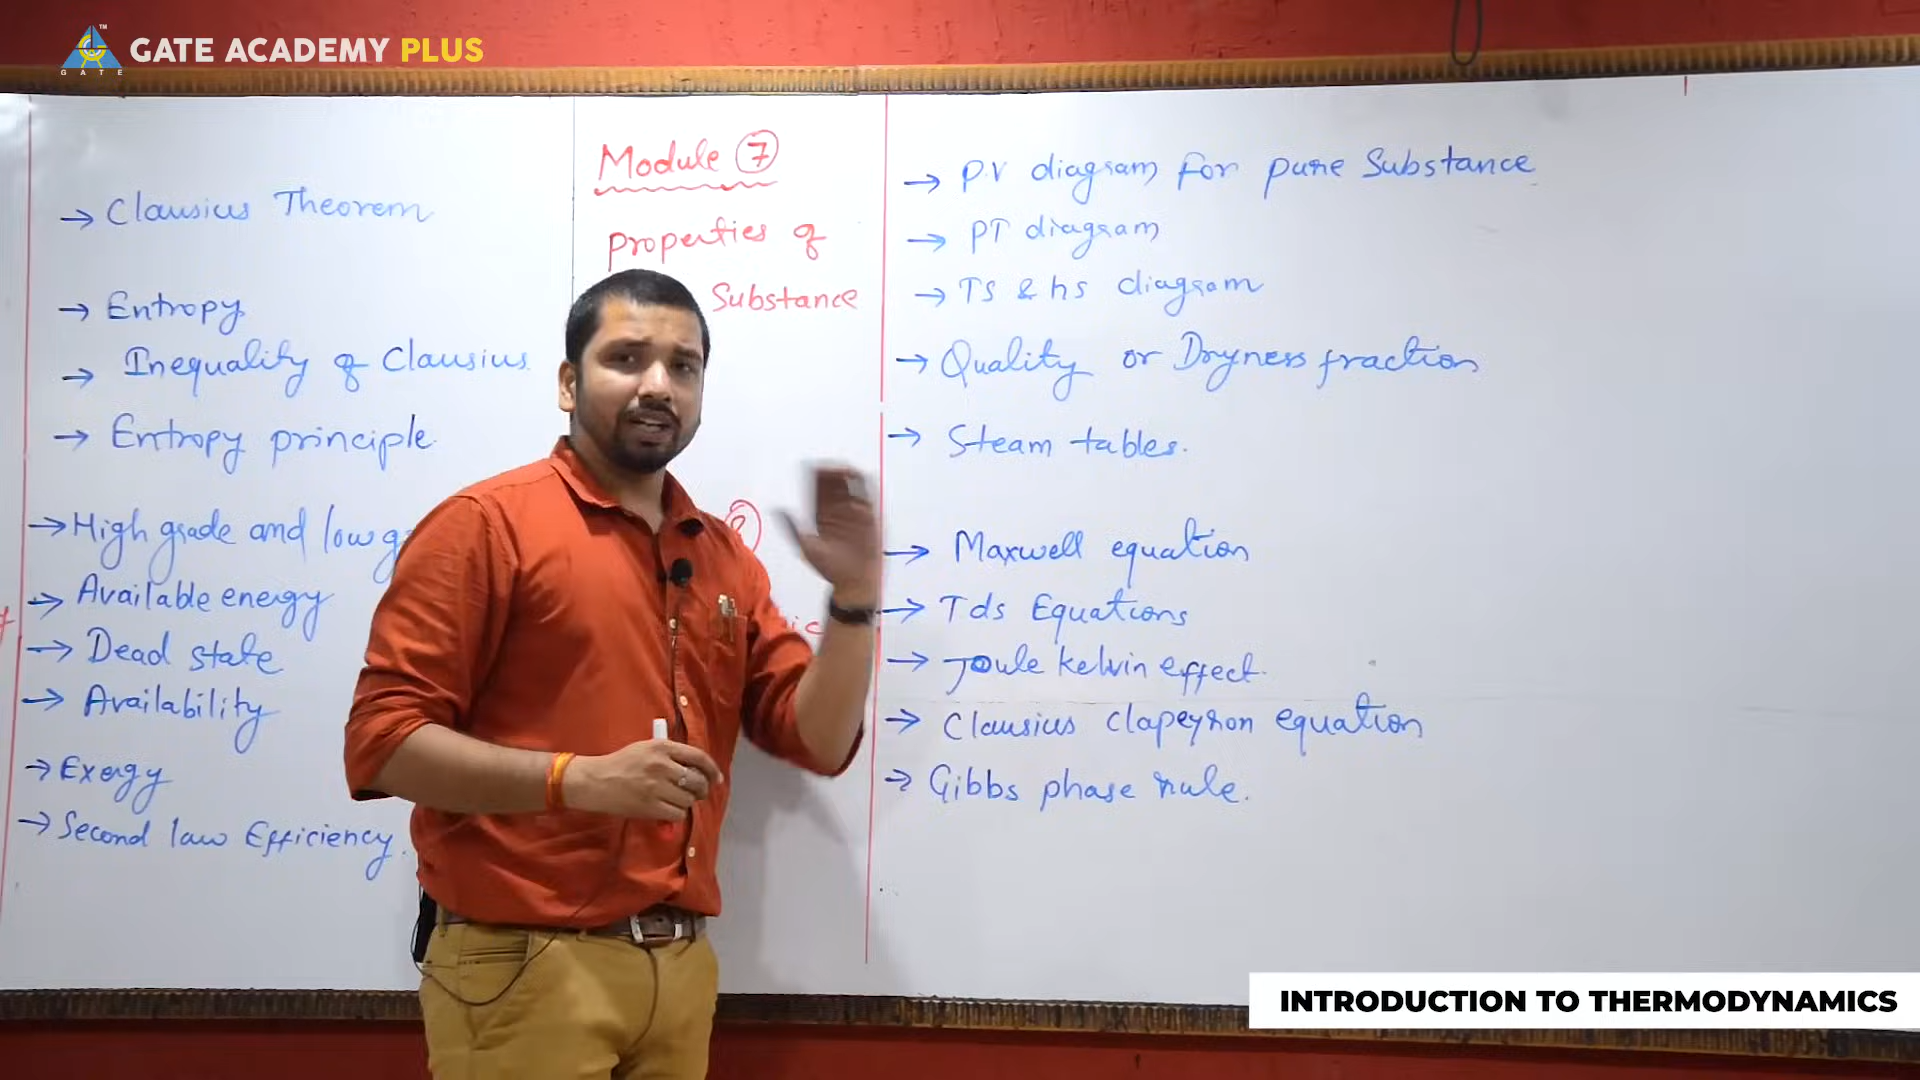 GATE ACADEMY PLUS
GATE
→ Clausius Theorem
→ Entropy
→ Inequality of Clausius
→ Entropy principle
→ High grade and low g
→ Available energy
→ Dead state
→ Availability
→ Exergy
→ Second law Efficiency.
Module 7
Properties of
Substance
→ P.V diagram for pure Substance
→ PT diagram
→ TS & hs diagram
→ Quality or Dryness fraction
→ Steam tables.
→ Maxwell equation
→ Tds Equations
→ Joule kelvin effect.
→ Clausius clapeyron equation
→ Gibbs phase rule.
INTRODUCTION TO THERMODYNAMICS